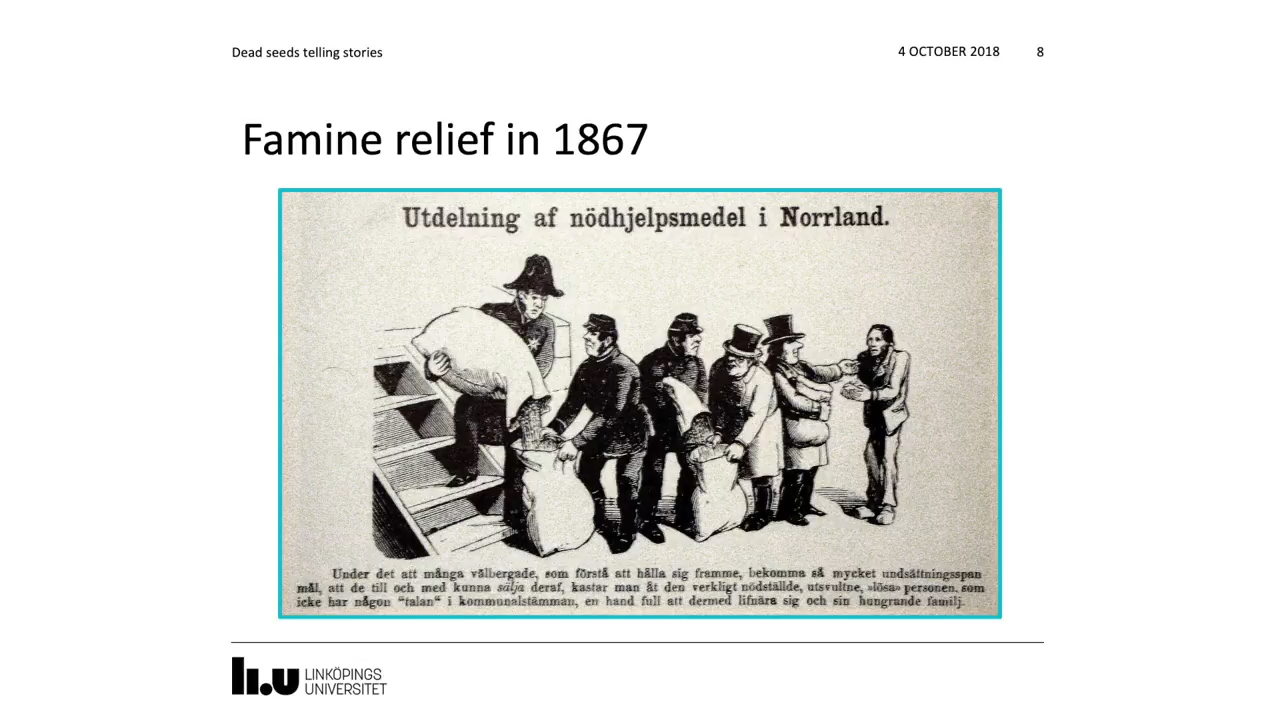 Dead seeds telling stories
4 OCTOBER 2018
8
Famine relief in 1867
Utdelning af nödhjelpsmedel i Norrland.
Under det att många välbergade, som förstå att hålla sig framme, bekomma så mycket undsättningsspan
mål, att de till och med kunna sälja deraf, kastar man åt den verkligt nödställde, utsvultne, »lösa» personen, som
icke har någon "talan" i kommunalstämman, en hand full att dermed lifnära sig och sin hungrande familj.
LiU LINKÖPINGS
UNIVERSITET